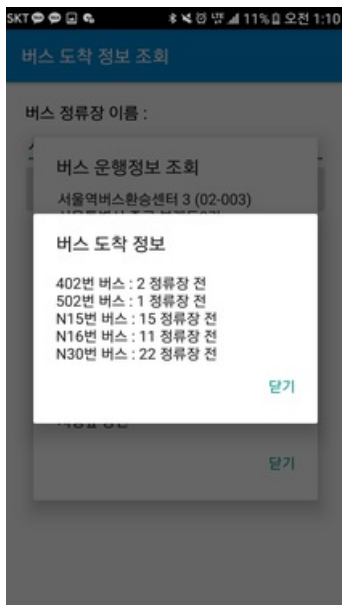 SKT 11% 오전 1:10
버스 도착 정보 조회
버스 정류장 이름 :
버스 운행정보 조회
서울역버스환승센터 3 (02-003)
버스 도착 정보
402번 버스 : 2 정류장 전
502번 버스 : 1 정류장 전
N15번 버스 : 15 정류장 전
N16번 버스 : 11 정류장 전
N30번 버스 : 22 정류장 전
닫기
닫기